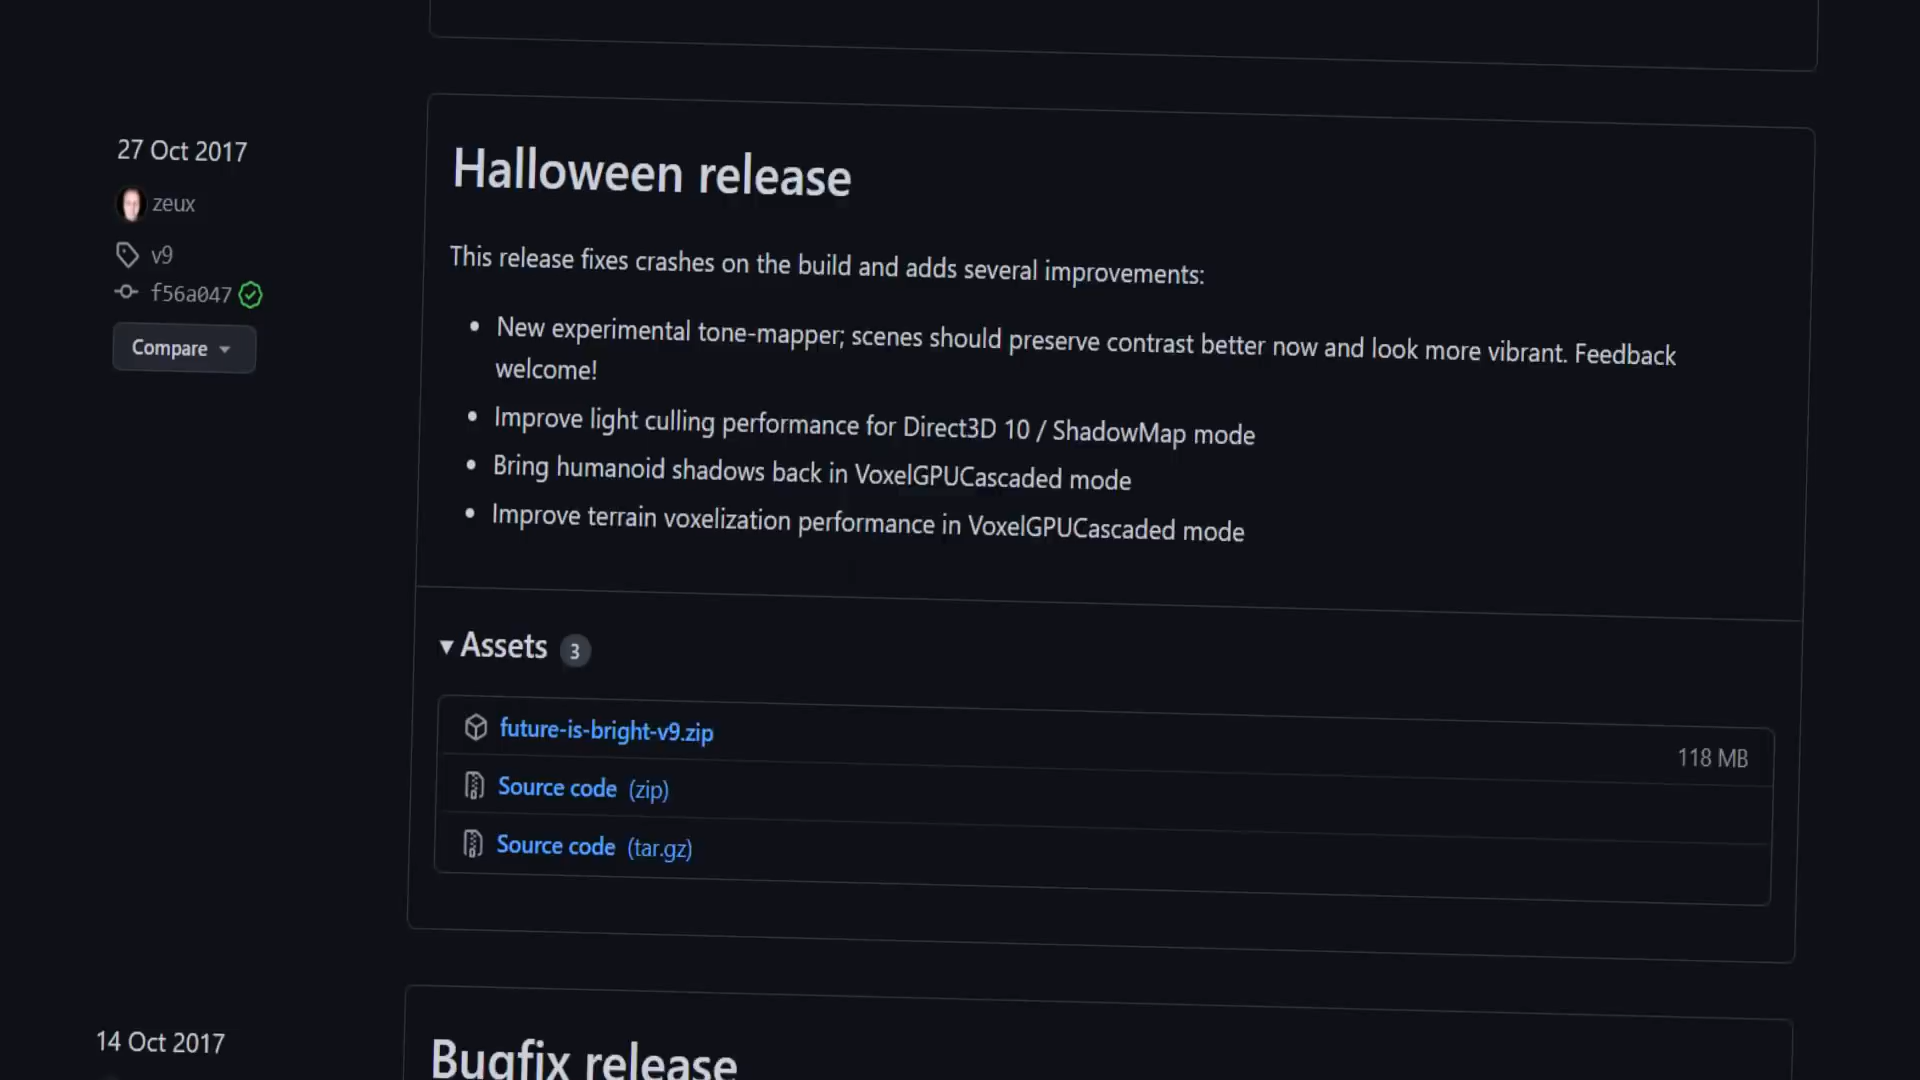 27 Oct 2017
zeux
v9
f56a047
Compare
Halloween release
This release fixes crashes on the build and adds several improvements:
New experimental tone-mapper; scenes should preserve contrast better now and look more vibrant. Feedback
welcome!
Improve light culling performance for Direct3D 10 / ShadowMap mode
Bring humanoid shadows back in VoxelGPUCascaded mode
Improve terrain voxelization performance in VoxelGPUCascaded mode
Assets 3
future-is-bright-v9.zip 118 MB
Source code (zip)
Source code (tar.gz)
14 Oct 2017
Bugfix release